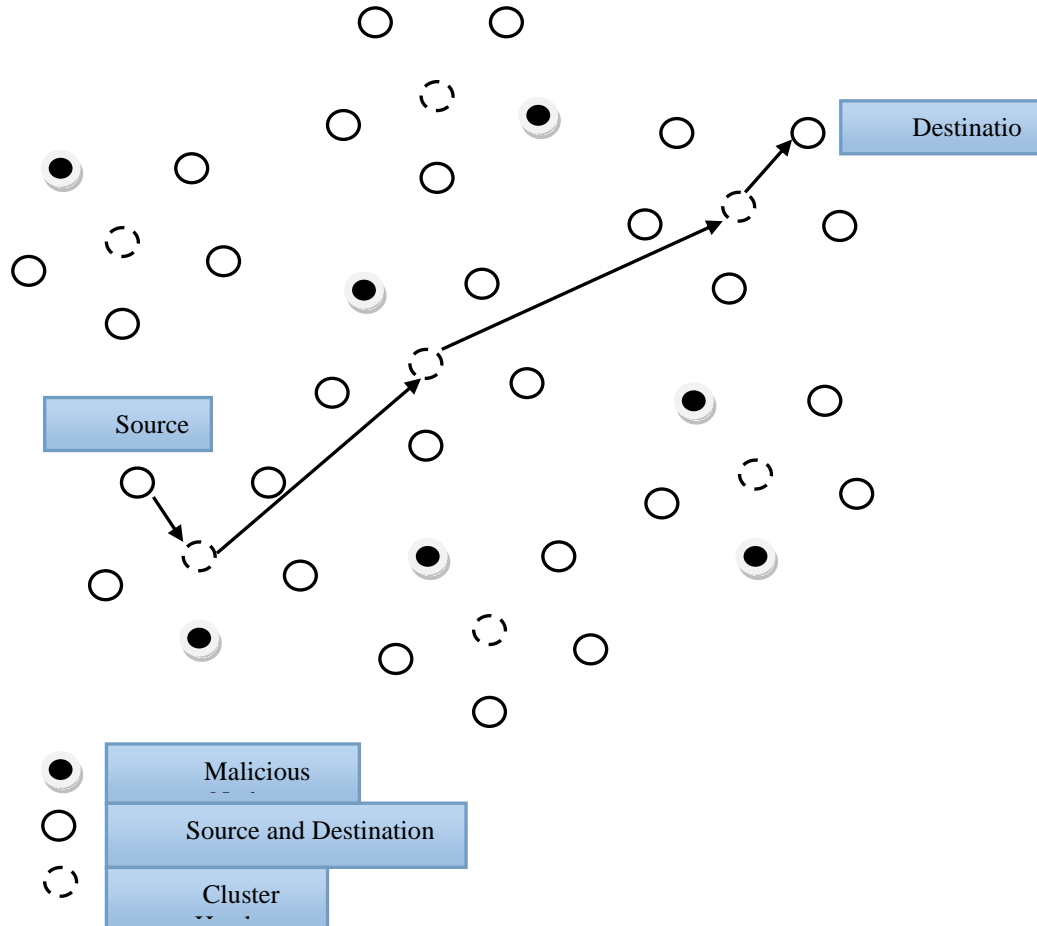 Destinatio
Source
Malicious
Source and Destination
Cluster